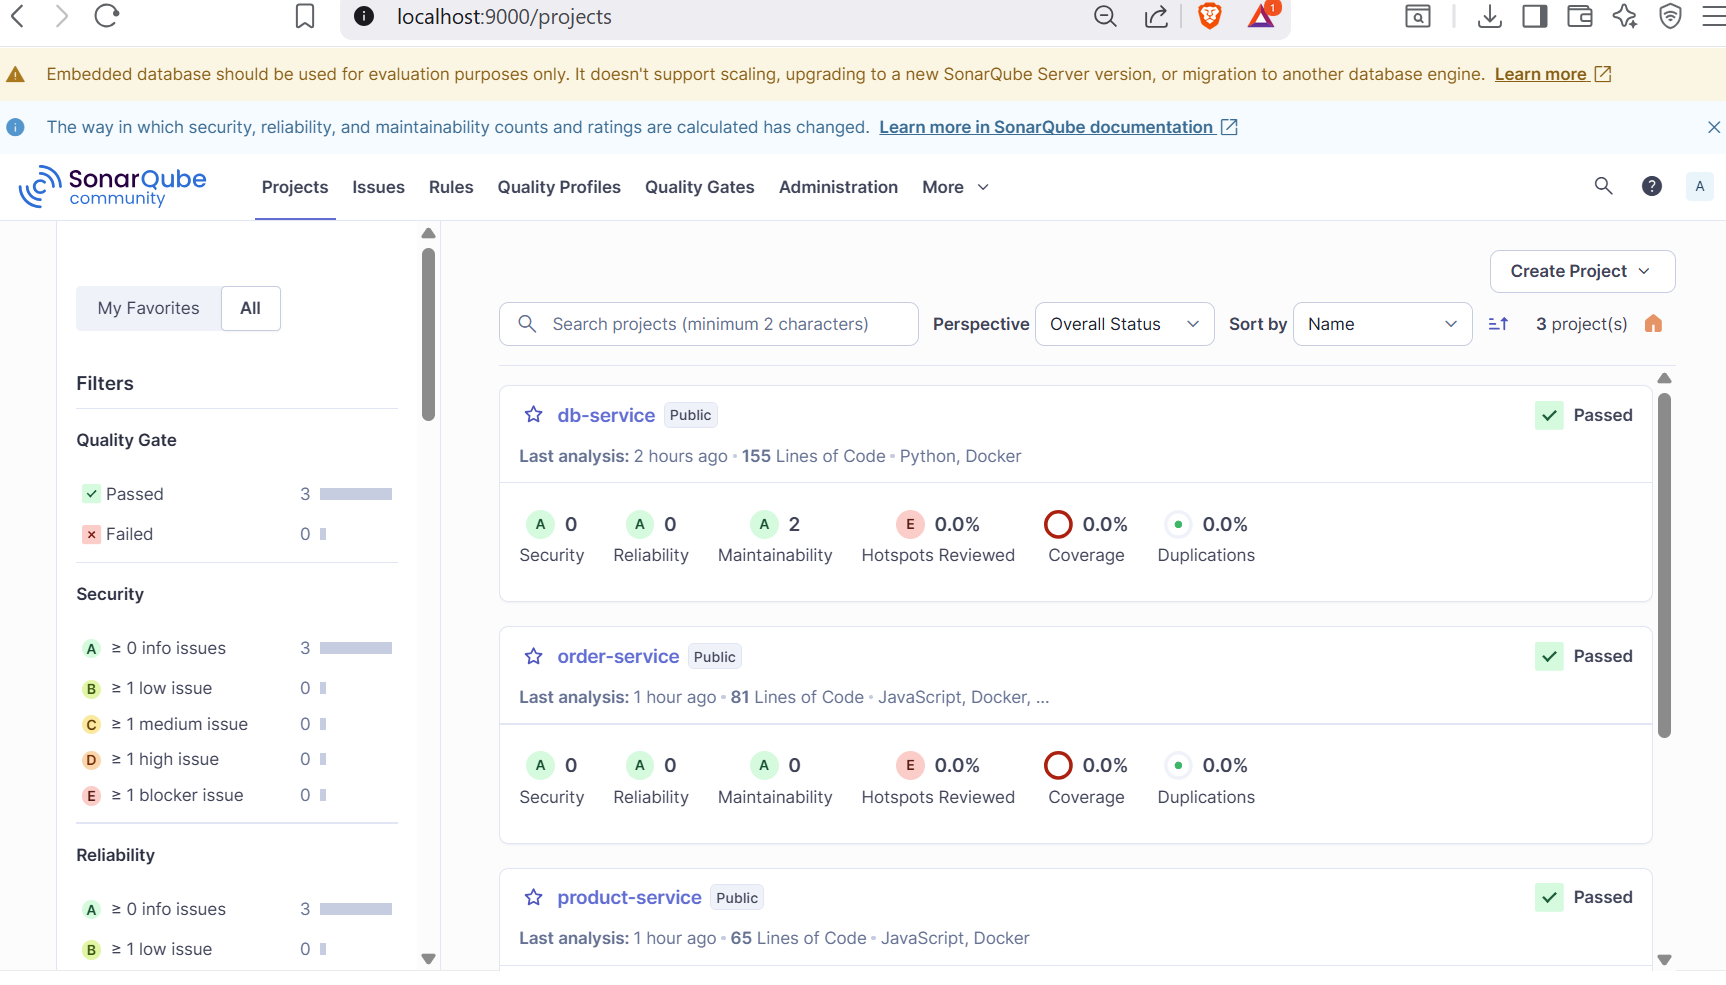 localhost:9000/projects
1
Embedded database should be used for evaluation purposes only. It doesn't support scaling, upgrading to a new SonarQube Server version, or migration to another database engine. Learn more
The way in which security, reliability, and maintainability counts and ratings are calculated has changed. Learn more in SonarQube documentation
SonarQube community
Projects Issues Rules Quality Profiles Quality Gates Administration More
? A
My Favorites All
Filters
Quality Gate
Passed 3
Failed 0
Security
A ≥ 0 info issues 3
B ≥ 1 low issue 0
C ≥ 1 medium issue 0
D ≥ 1 high issue 0
E ≥ 1 blocker issue 0
Reliability
A ≥ 0 info issues 3
B ≥ 1 low issue 0
Create Project
Search projects (minimum 2 characters) Perspective Overall Status Sort by Name 3 project(s)
db-service Public Passed
Last analysis: 2 hours ago • 155 Lines of Code • Python, Docker
A 0 A 0 A 2 E 0.0% 0.0% 0.0%
Security Reliability Maintainability Hotspots Reviewed Coverage Duplications
order-service Public Passed
Last analysis: 1 hour ago • 81 Lines of Code • JavaScript, Docker, ...
A 0 A 0 A 0 E 0.0% 0.0% 0.0%
Security Reliability Maintainability Hotspots Reviewed Coverage Duplications
product-service Public Passed
Last analysis: 1 hour ago • 65 Lines of Code • JavaScript, Docker